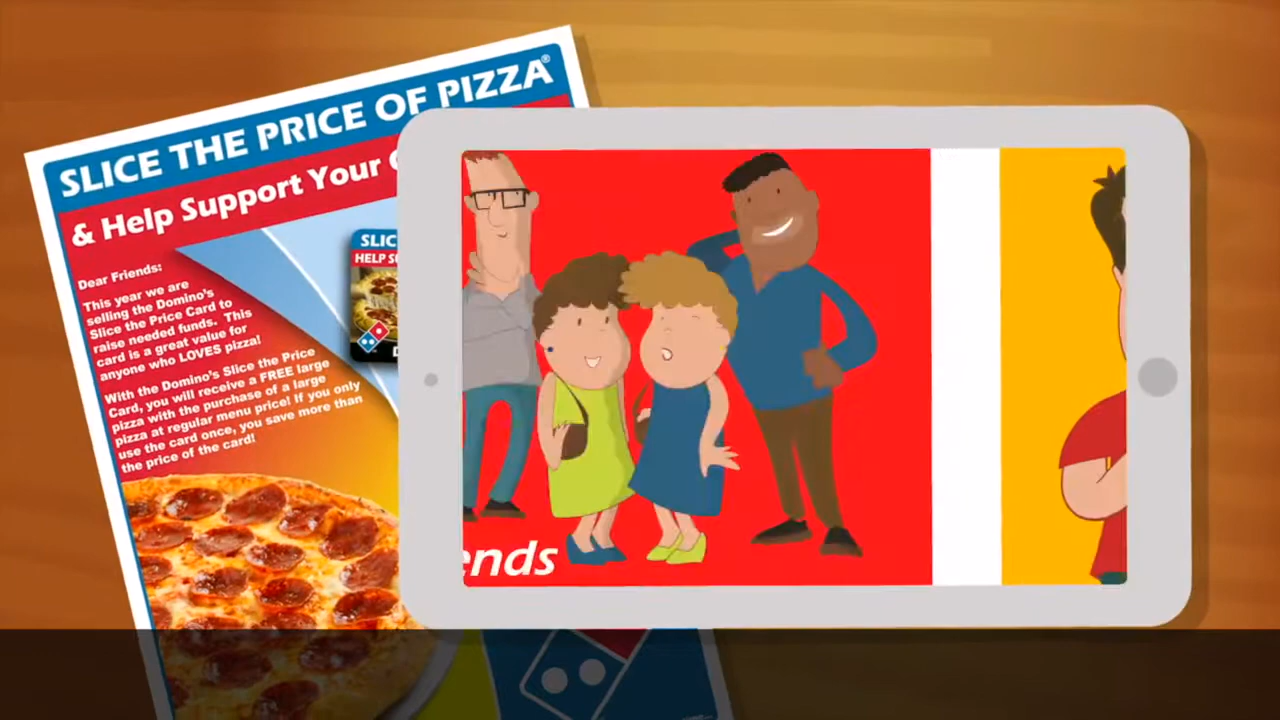 SLICE THE PRICE OF PIZZA®
& Help Support Your
Dear Friends:
This year we are
selling the Domino's
Slice the Price Card to
raise needed funds. This
card is a great value for
anyone who LOVES pizza!
With the Domino's Slice the Price
Card, you will receive a FREE large
pizza with the purchase of a large
pizza at regular menu price! If you only
use the card once, you save more than
the price of the card!
SLIC
HELP
ends